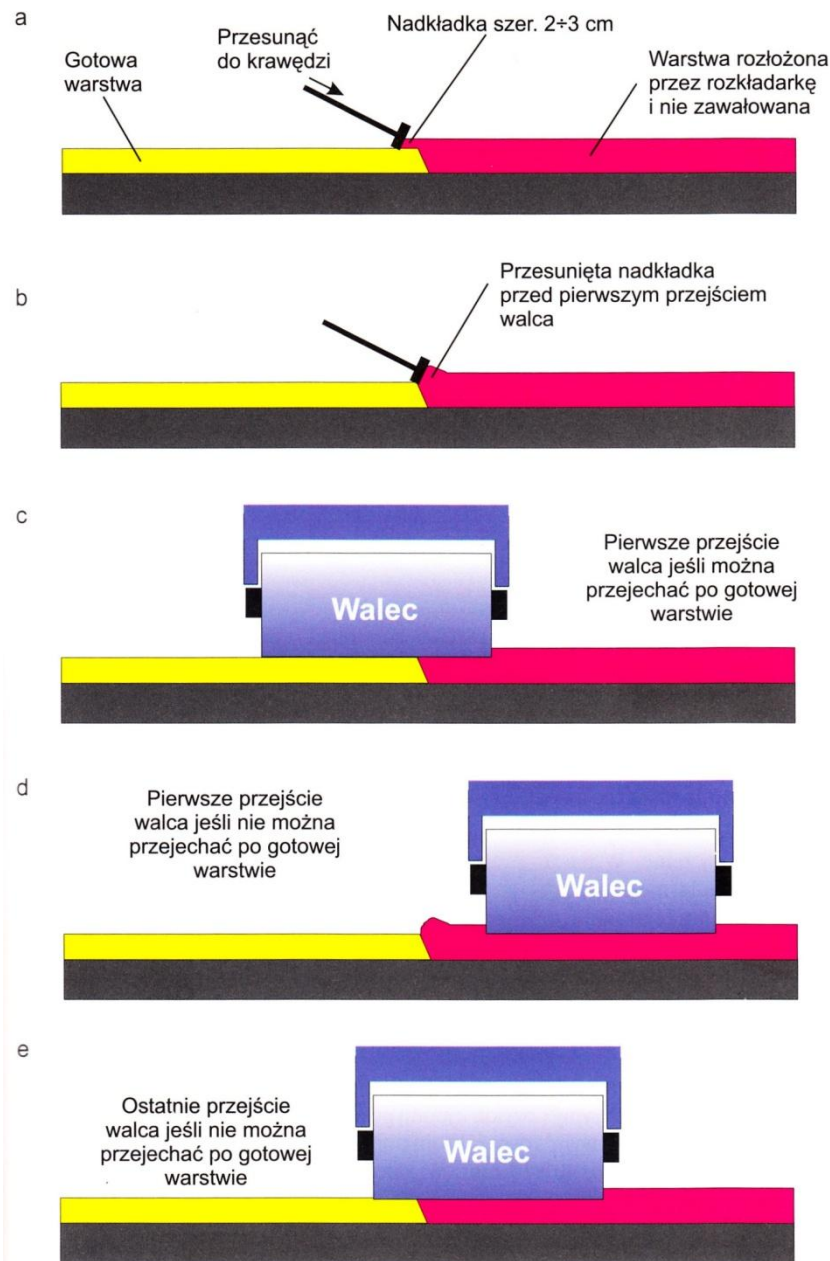 a
Gotowa
warstwa
Przesunąć
do krawędzi
Nadkładka szer. 2÷3 cm
Warstwa rozłożona
przez rozkładarkę
i nie zawałowana
b
Przesunięta nadkładka
przed pierwszym przejściem
walca
c
Walec
Pierwsze przejście
walca jeśli można
przejechać po gotowej
warstwie
d
Pierwsze przejście
walca jeśli nie można
przejechać po gotowej
warstwie
Walec
e
Ostatnie przejście
walca jeśli nie można
przejechać po gotowej
warstwie
Walec